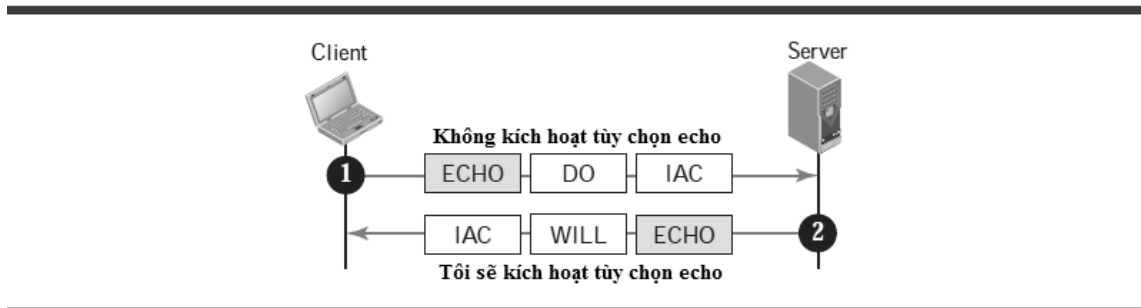 Client
Server
Không kích hoạt tùy chọn echo
1 ECHO DO IAC
IAC WILL ECHO 2
Tôi sẽ kích hoạt tùy chọn echo